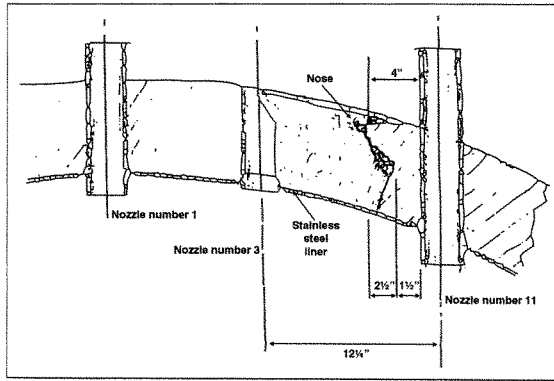 4"
Nose
Nozzle number 1
Stainless
steel
liner
Nozzle number 3
2½"
1½"
Nozzle number 11
12¼"